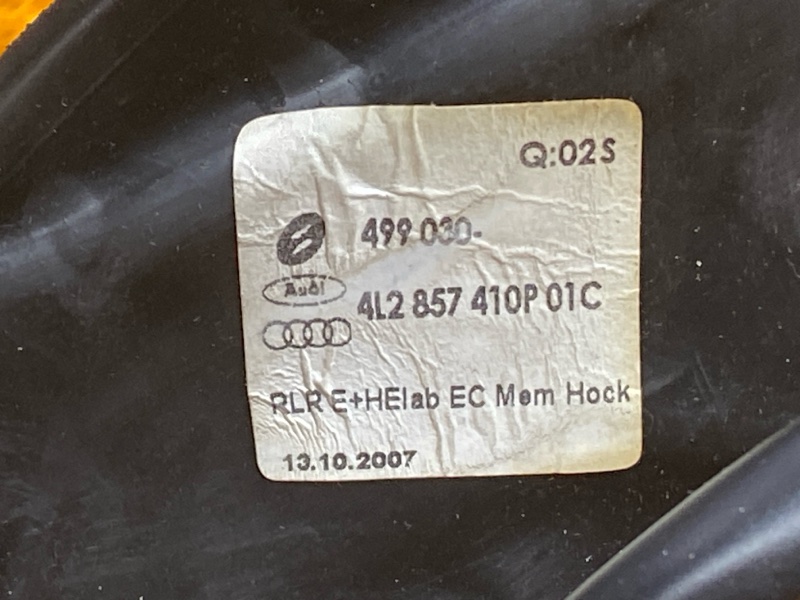 Q:02S
499 030-
Audi
4L2 857 410P 01C
RLR E+HElab EC Mem Hock
13.10.2007